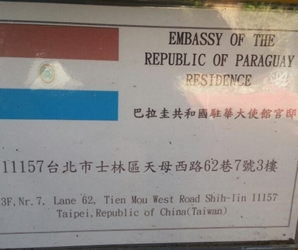 EMBASSY OF THE
REPUBLIC OF PARAGUAY
RESIDENCE
巴拉圭共和國駐華大使館官邸
11157台北市士林區天母西路62巷7號3樓
3F,Nr.7, Lane 62, Tien Mou West Road Shih-lin 11157
Taipei,Republic of China(Taiwan)